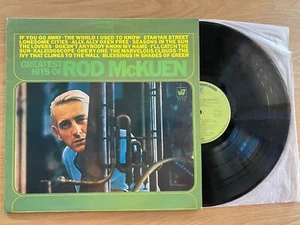 IF YOU GO AWAY · THE WORLD I USED TO KNOW · STANYAN STREET
LONESOME CITIES · ALLY, ALLY OXEN FREE · SEASONS IN THE SUN
THE LOVERS · DOESN'T ANYBODY KNOW MY NAME · I'LL CATCH THE
SUN · KALEIDOSCOPE · ONE BY ONE · THE MARVELOUS CLOUDS · THE
IVY THAT CLINGS TO THE WALL · BLESSINGS IN SHADES OF GREEN
GREATEST
HITS OF ROD McKUEN
W